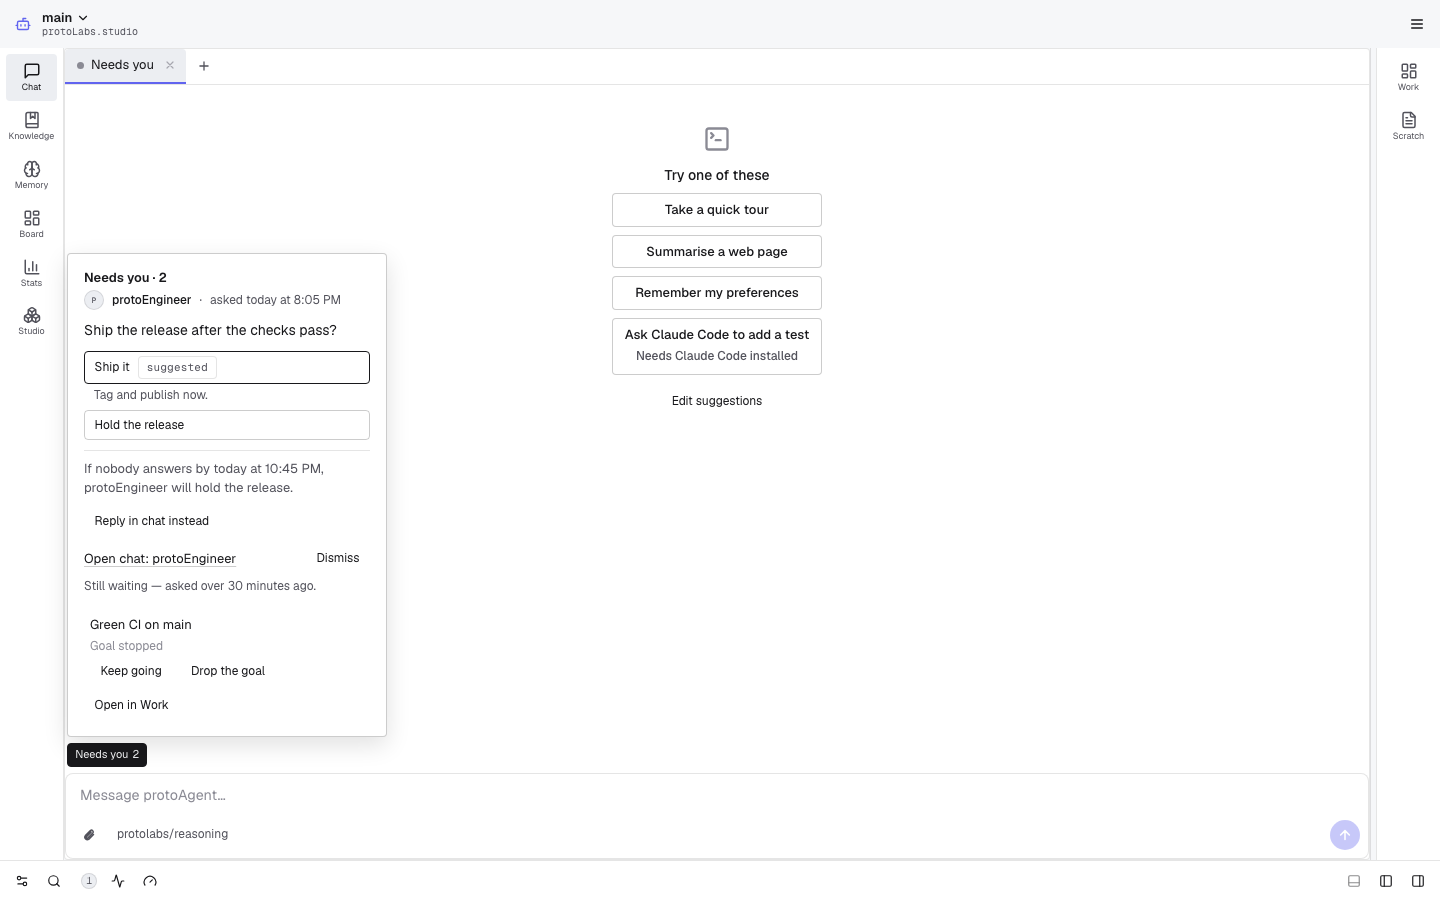 main
protoLabs.studio
Chat
Knowledge
Memory
Board
Stats
Studio
Needs you
Try one of these
Take a quick tour
Summarise a web page
Remember my preferences
Ask Claude Code to add a test
Needs Claude Code installed
Edit suggestions
Needs you · 2
P protoEngineer · asked today at 8:05 PM
Ship the release after the checks pass?
Ship it suggested
Tag and publish now.
Hold the release
If nobody answers by today at 10:45 PM,
protoEngineer will hold the release.
Reply in chat instead
Open chat: protoEngineer Dismiss
Still waiting — asked over 30 minutes ago.
Green CI on main
Goal stopped
Keep going Drop the goal
Open in Work
Needs you 2
Message protoAgent…
protolabs/reasoning
1
Work
Scratch